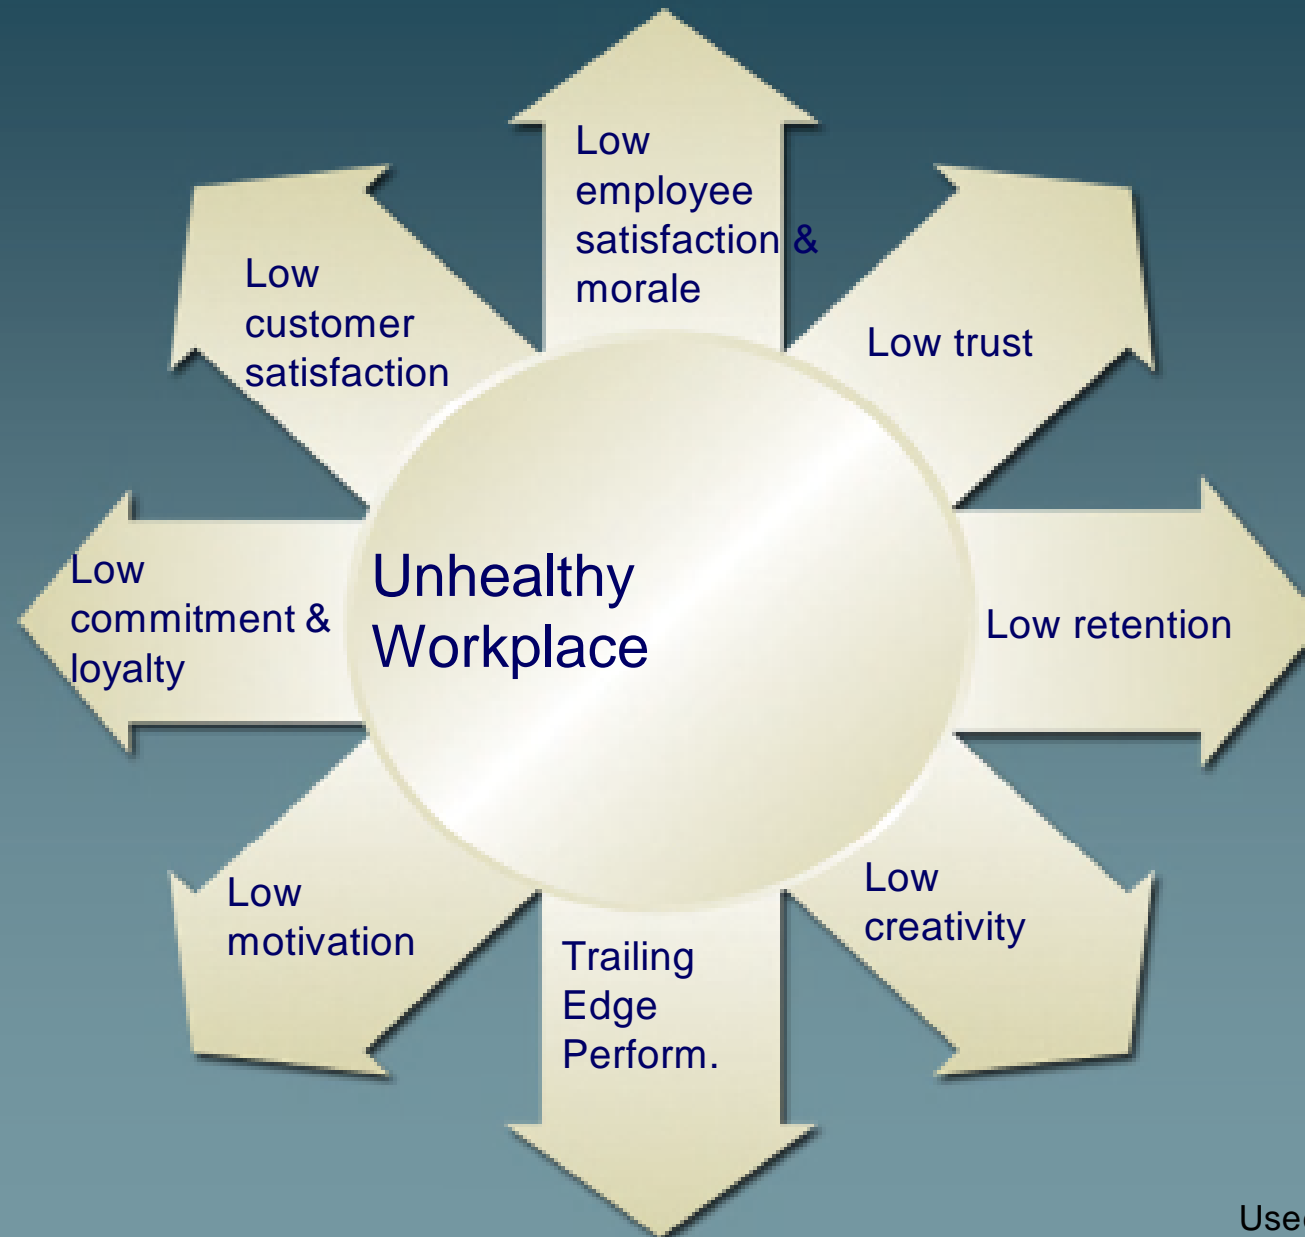 Low
employee
satisfaction &
morale
Low trust
Low retention
Low
creativity
Trailing
Edge
Perform.
Low
motivation
Low
commitment &
loyalty
Low
customer
satisfaction
Unhealthy
Workplace